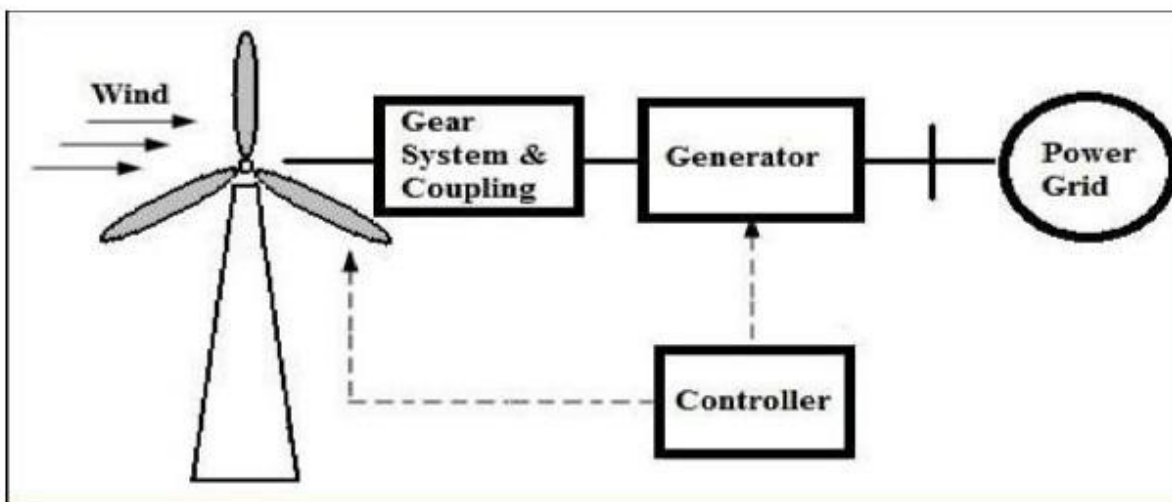 Wind
Gear
System &
Coupling
Generator
Power
Grid
Controller